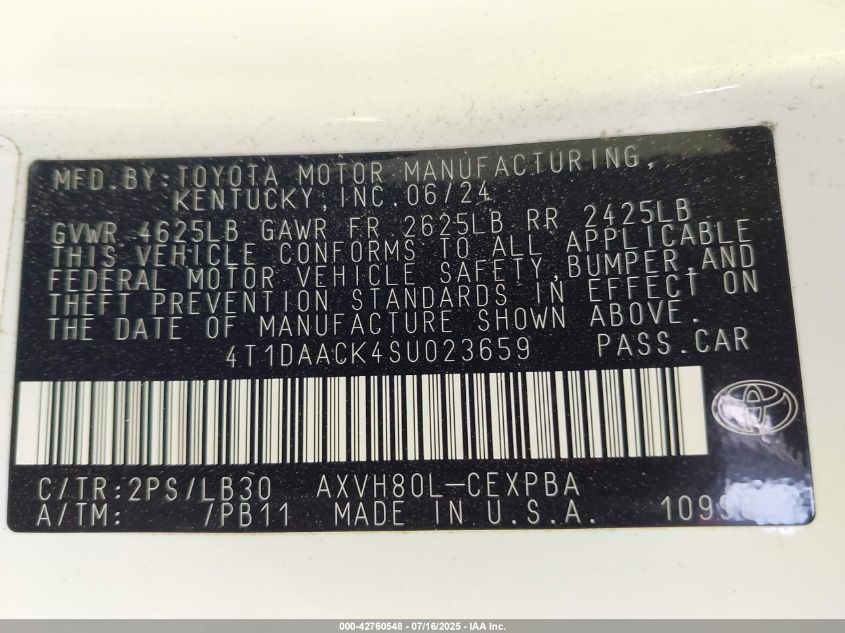 MFD. BY: TOYOTA MOTOR MANUFACTURING,
KENTUCKY, INC. 06/24
GVWR 4625LB GAWR FR 2625LB RR 2425LB
THIS VEHICLE CONFORMS TO ALL APPLICABLE
FEDERAL MOTOR VEHICLE SAFETY, BUMPER, AND
THEFT PREVENTION STANDARDS IN EFFECT ON
THE DATE OF MANUFACTURE SHOWN ABOVE.
4T1DAACK4SU023659 PASS. CAR
C/TR: 2PS/LB30 AXVH80L-CEXPBA
A/TM: /PB11 MADE IN U.S.A.
000-42760548 - 07/16/2025 - IAA Inc.